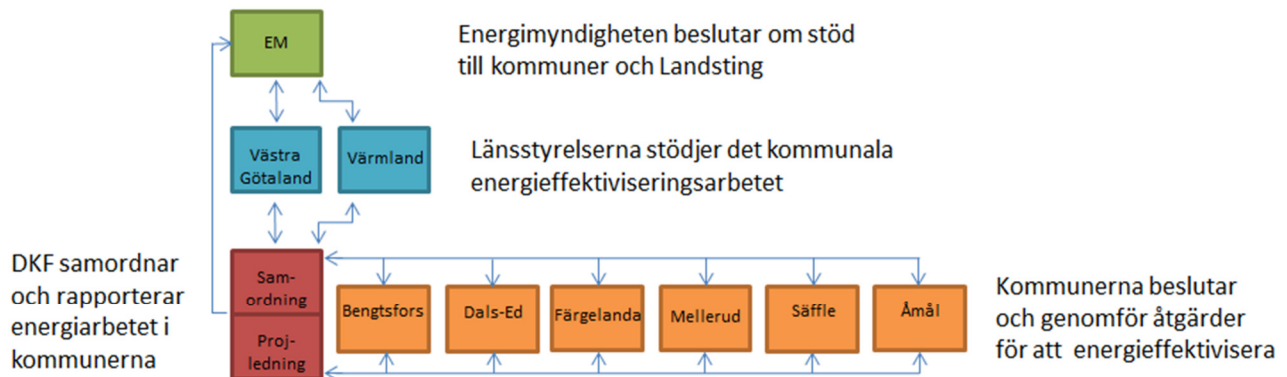 EM
Energimyndigheten beslutar om stöd
till kommuner och Landsting
Västra
Götaland
Värmland
Länsstyrelserna stödjer det kommunala
energieffektiviseringsarbetet
DKF samordnar
och rapporterar
energiarbetet i
kommunerna
Sam-
ordning
Proj-
ledning
Bengtsfors
Dals-Ed
Färgelanda
Mellerud
Säffle
Åmål
Kommunerna beslutar
och genomför åtgärder
för att energieffektivisera